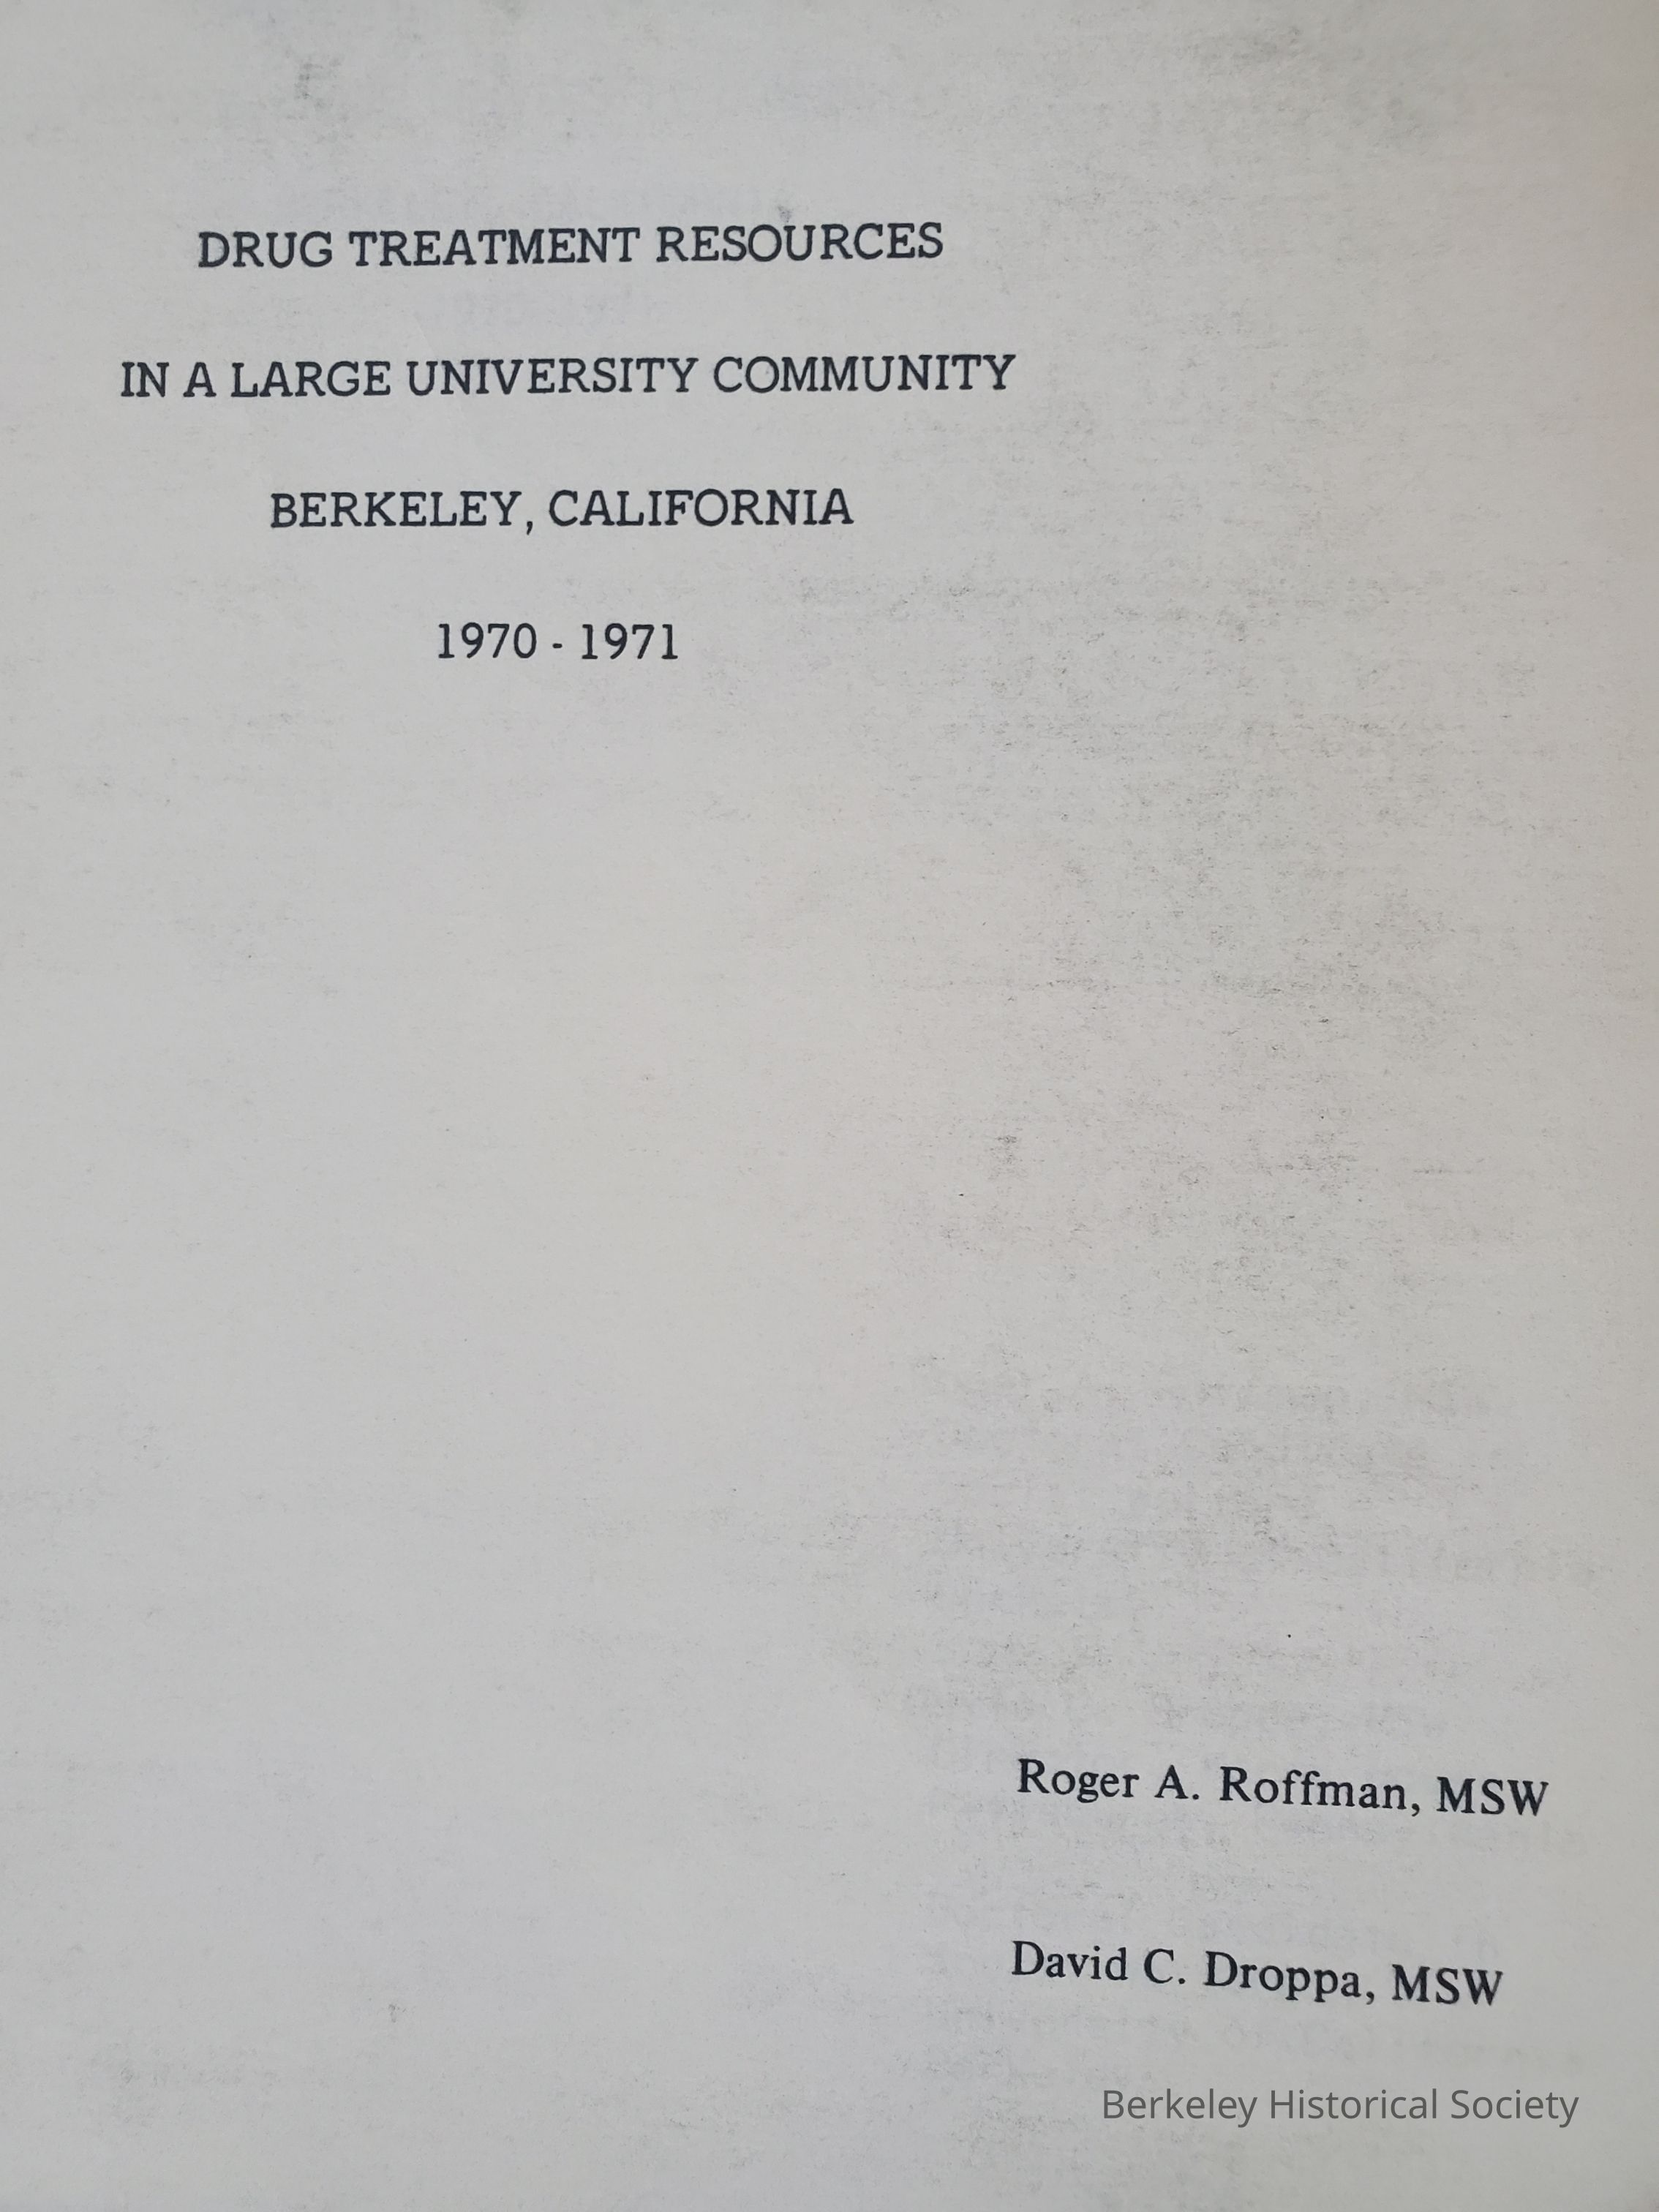 DRUG TREATMENT RESOURCES
IN A LARGE UNIVERSITY COMMUNITY
BERKELEY, CALIFORNIA
1970 - 1971
Roger A. Roffman, MSW
David C. Droppa, MSW
Berkeley Historical Society